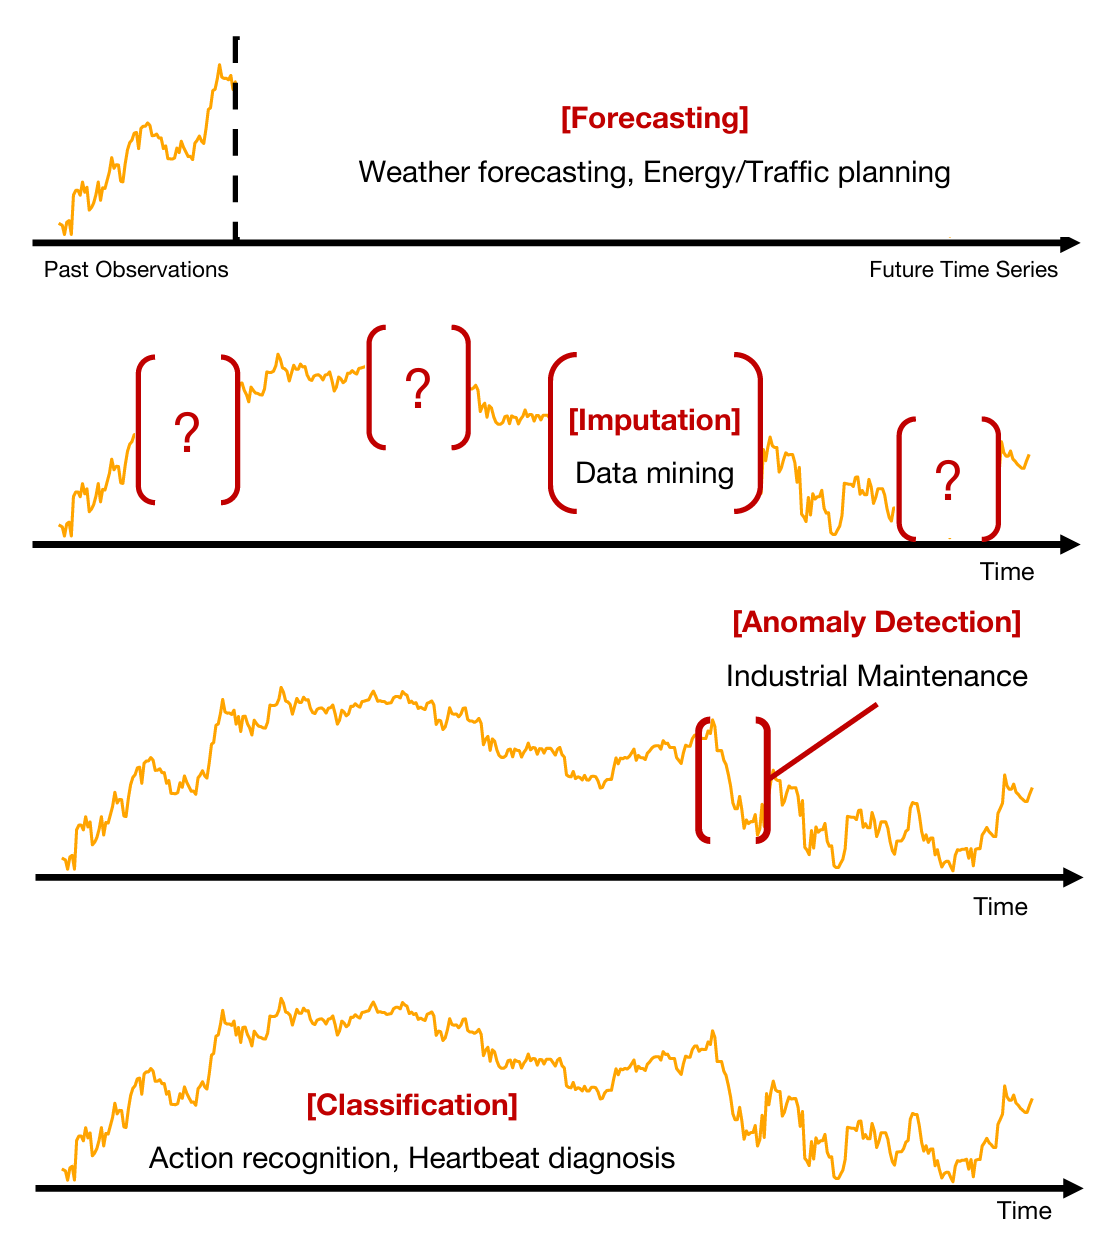 [Forecasting]
Weather forecasting, Energy/Traffic planning
Past Observations
Future Time Series
?
?
[Imputation]
Data mining
?
Time
[Anomaly Detection]
Industrial Maintenance
Time
[Classification]
Action recognition, Heartbeat diagnosis
Time